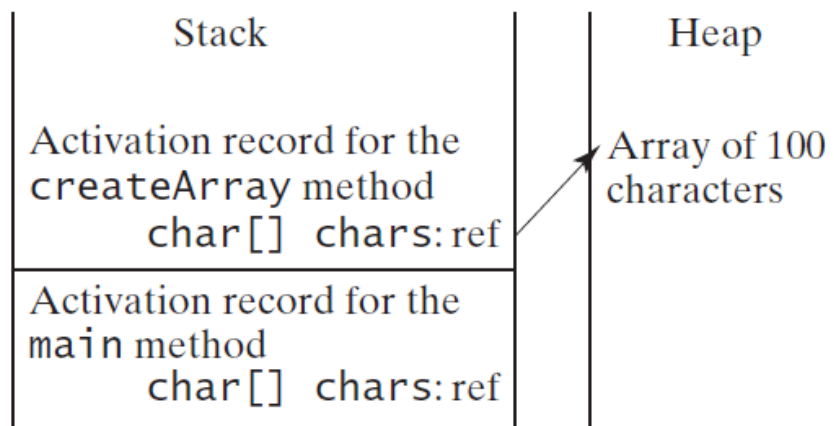 Stack
Heap
Activation record for the
createArray method
char[] chars: ref
Array of 100
characters
Activation record for the
main method
char[] chars: ref